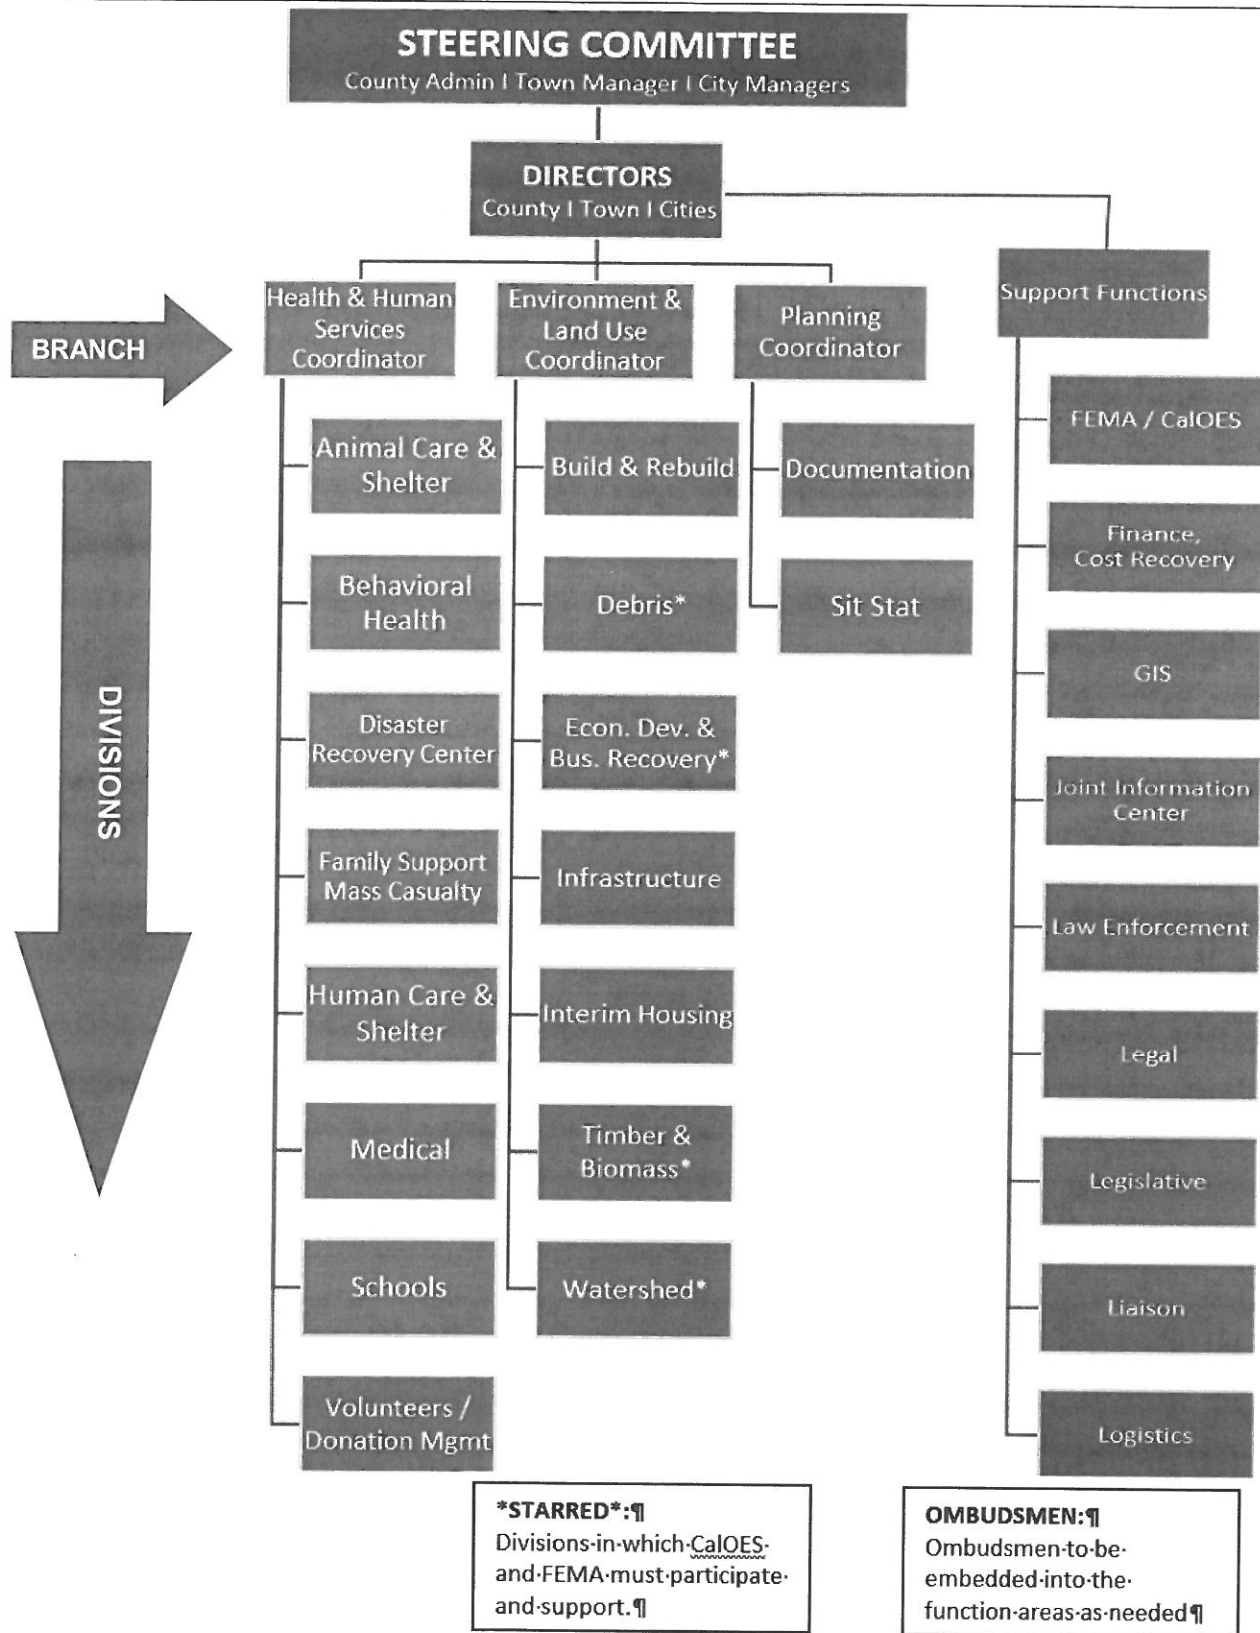 STEERING COMMITTEE
County Admin I Town Manager I City Managers
DIRECTORS
County I Town I Cities
BRANCH
Health & Human
Services
Coordinator
Environment &
Land Use
Coordinator
Planning
Coordinator
Support Functions
DIVISIONS
Animal Care &
Shelter
Behavioral
Health
Disaster
Recovery Center
Family Support
Mass Casualty
Human Care &
Shelter
Medical
Schools
Volunteers /
Donation Mgmt
Build & Rebuild
Debris*
Econ. Dev. &
Bus. Recovery*
Infrastructure
Interim Housing
Timber &
Biomass*
Watershed*
Documentation
Sit Stat
FEMA / CalOES
Finance,
Cost Recovery
GIS
Joint Information
Center
Law Enforcement
Legal
Legislative
Liaison
Logistics
*STARRED*:¶
Divisions·in·which·CalOES·
and·FEMA·must·participate·
and·support.¶
OMBUDSMEN:¶
Ombudsmen·to·be·
embedded·into·the·
function·areas·as·needed¶